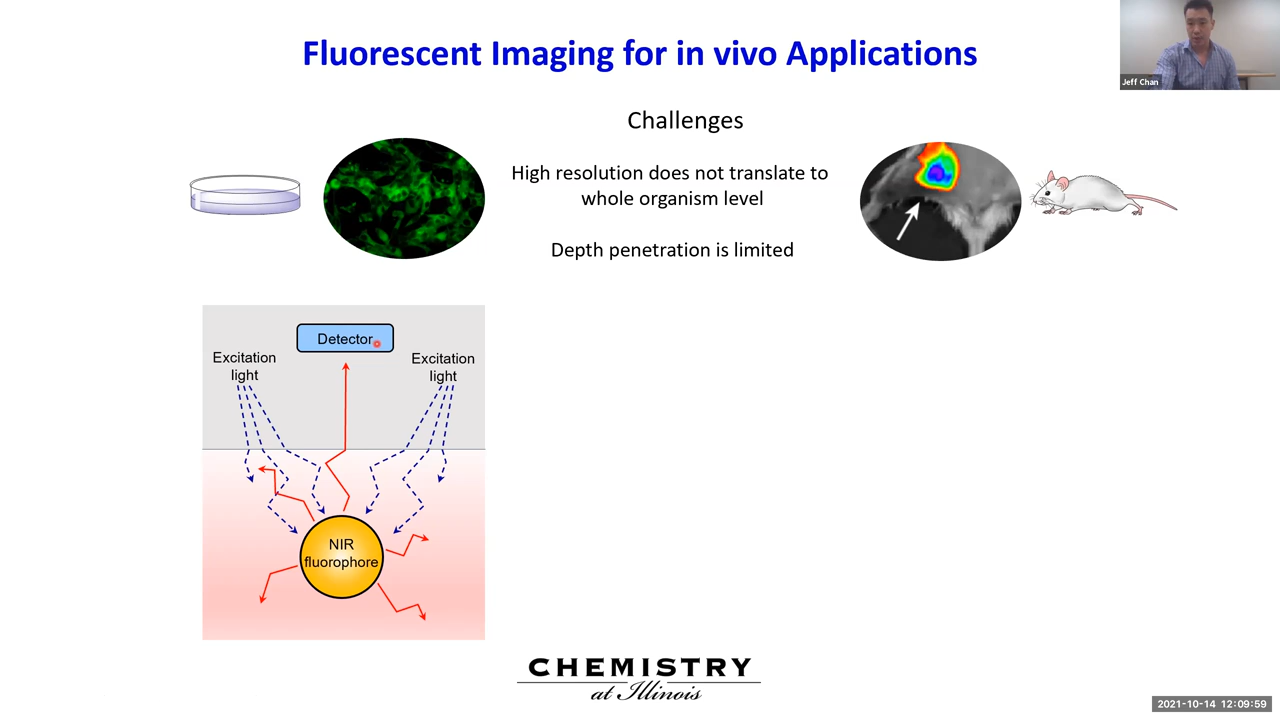 Fluorescent Imaging for in vivo Applications
Jeff Chan
Challenges
High resolution does not translate to
whole organism level
Depth penetration is limited
Detector
Excitation
light
Excitation
light
NIR
fluorophore
CHEMISTRY
at Illinois
2021-10-14 12:09:59